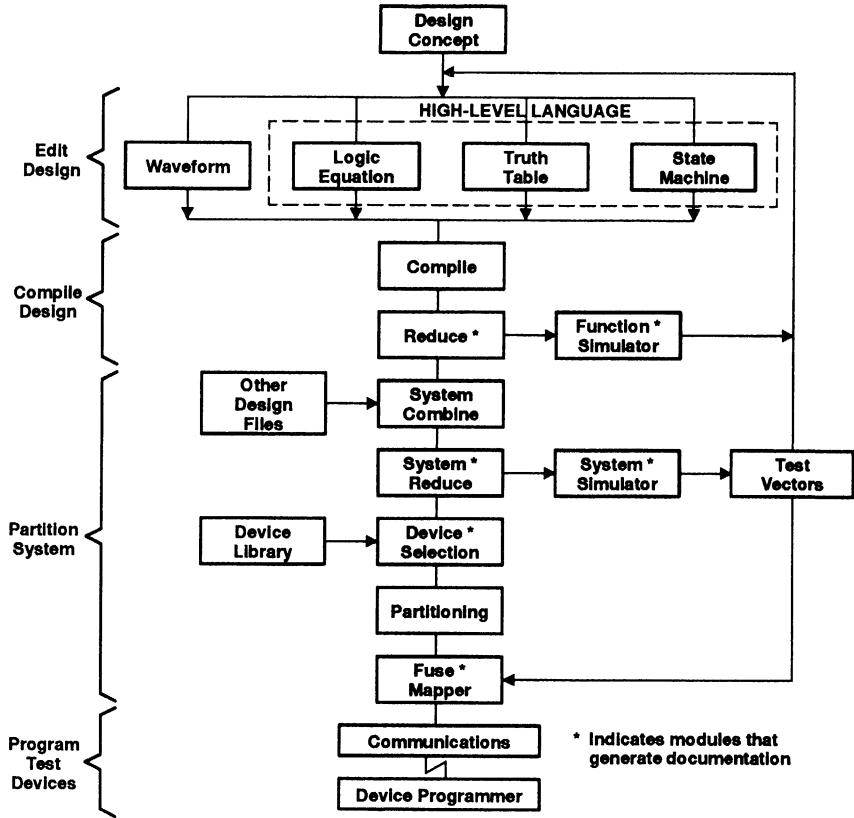 Design
Concept
HIGH-LEVEL LANGUAGE
Edit
Design
Waveform
Logic
Equation
Truth
Table
State
Machine
Compile
Design
Compile
Reduce *
Function *
Simulator
Other
Design
Files
System
Combine
System *
Reduce
System *
Simulator
Test
Vectors
Partition
System
Device
Library
Device *
Selection
Partitioning
Fuse *
Mapper
Program
Test
Devices
Communications
Device Programmer
* Indicates modules that
generate documentation